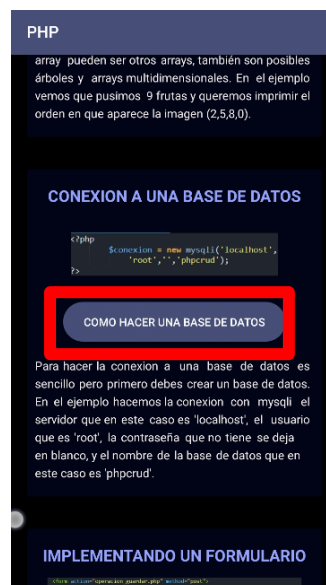 PHP
array pueden ser otros arrays, también son posibles
árboles y arrays multidimensionales. En el ejemplo
vemos que pusimos 9 frutas y queremos imprimir el
orden en que aparece la imagen (2,5,8,0).
CONEXION A UNA BASE DE DATOS
<?php
$conexion = new mysqli('localhost',
'root','','phpcrud');
?>
COMO HACER UNA BASE DE DATOS
Para hacer la conexion a una base de datos es
sencillo pero primero debes crear un base de datos.
En el ejemplo hacemos la conexion con mysqli el
servidor que en este caso es 'localhost', el usuario
que es 'root', la contraseña que no tiene se deja
en blanco, y el nombre de la base de datos que en
este caso es 'phpcrud'.
IMPLEMENTANDO UN FORMULARIO
<form action="operacion_guardar.php" method="post">